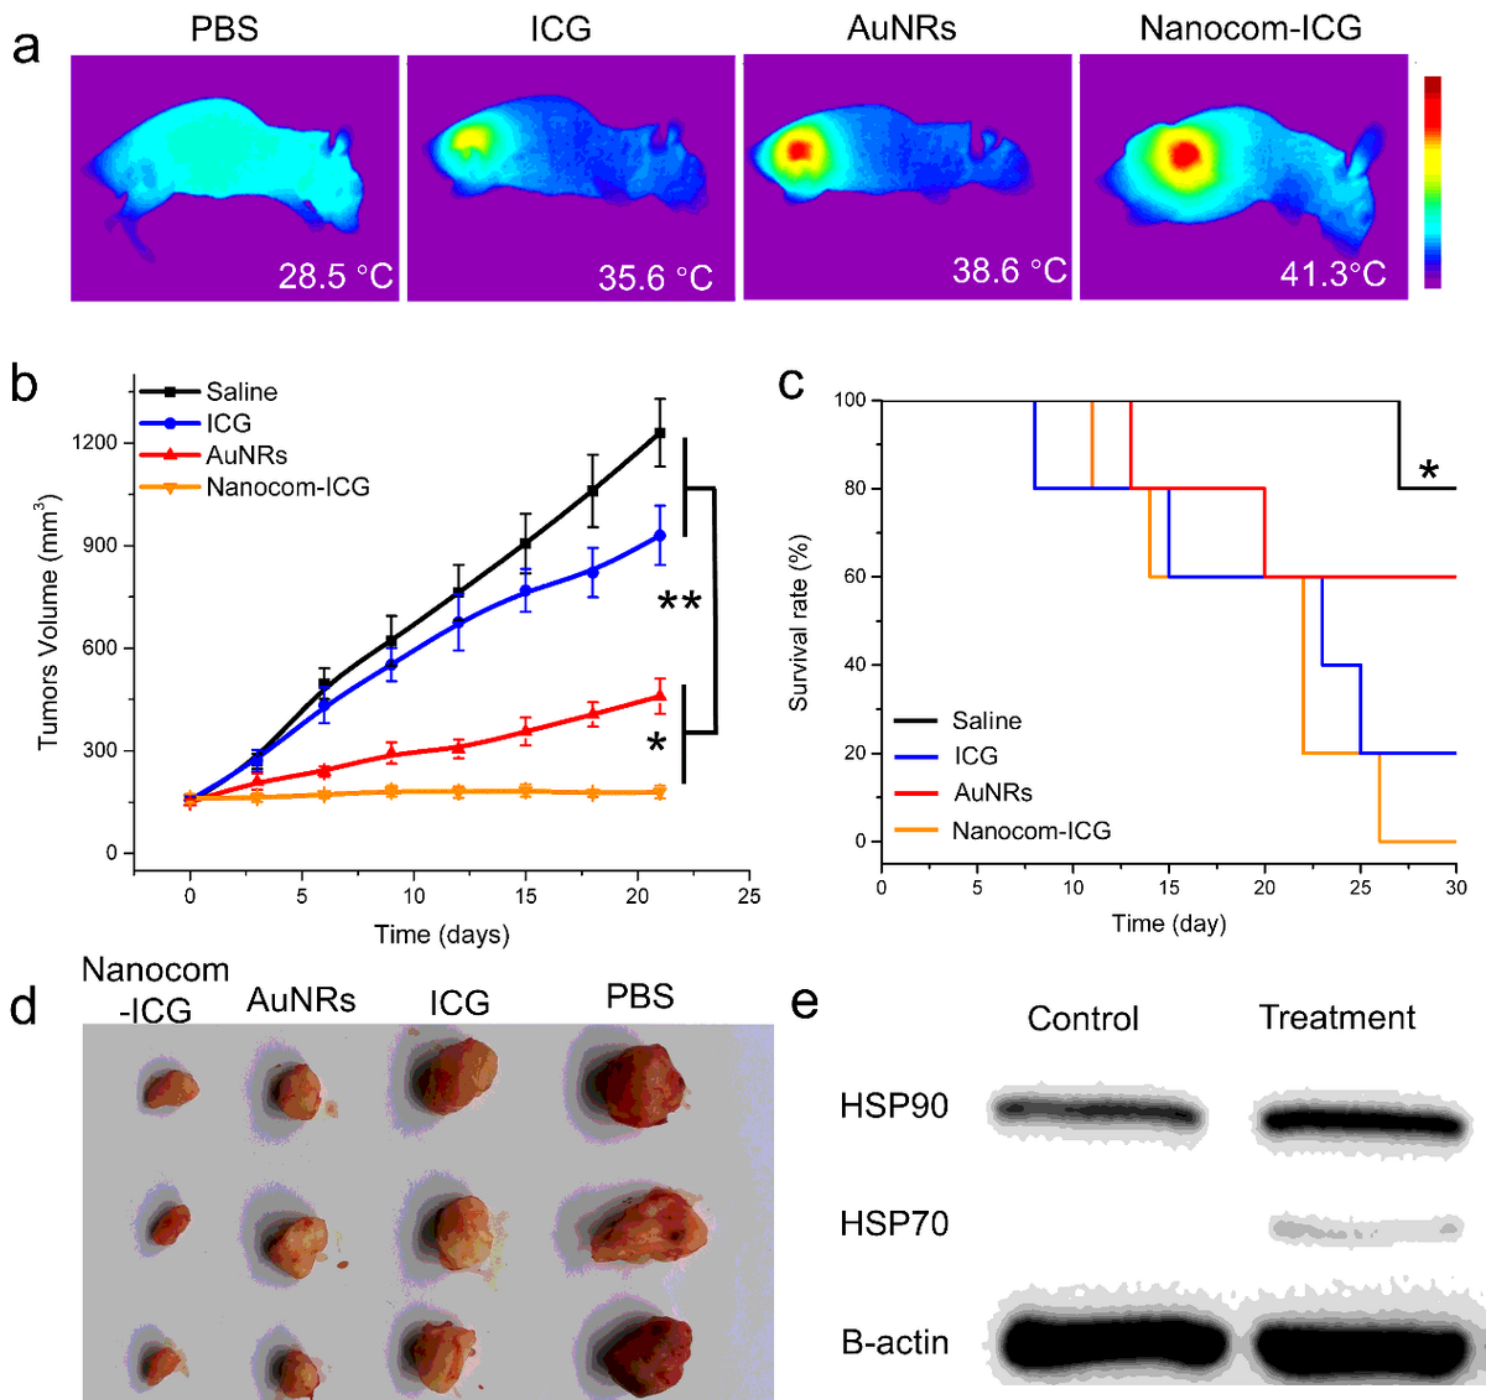 a
PBS
ICG
AuNRs
Nanocom-ICG
28.5 °C
35.6 °C
38.6 °C
41.3°C
b
Saline
ICG
AuNRs
Nanocom-ICG
Tumors Volume (mm³)
1200
900
600
300
0
**
*
0 5 10 15 20 25
Time (days)
c
Survival rate (%)
100
80
60
40
20
0
*
Saline
ICG
AuNRs
Nanocom-ICG
0 5 10 15 20 25 30
Time (day)
d
Nanocom
-ICG
AuNRs
ICG
PBS
e
Control
Treatment
HSP90
HSP70
B-actin